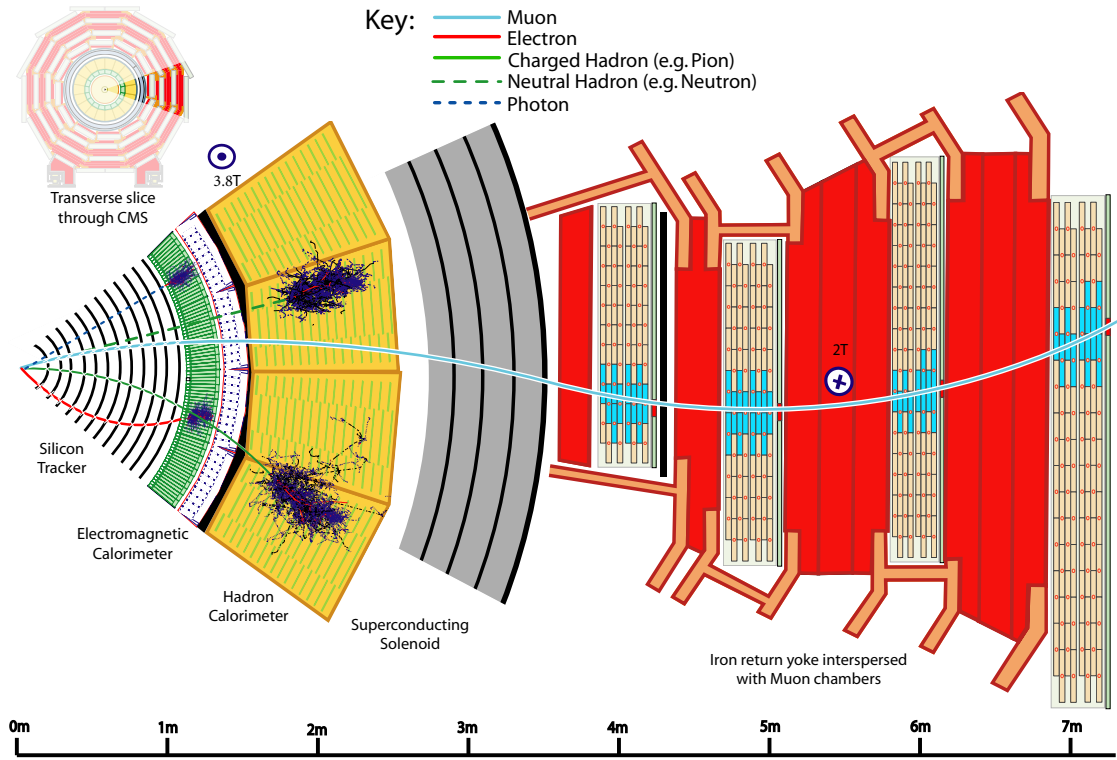 Key:
Muon
Electron
Charged Hadron (e.g. Pion)
Neutral Hadron (e.g. Neutron)
Photon
Transverse slice
through CMS
3.8T
2T
Silicon
Tracker
Electromagnetic
Calorimeter
Hadron
Calorimeter
Superconducting
Solenoid
Iron return yoke interspersed
with Muon chambers
0m 1m 2m 3m 4m 5m 6m 7m